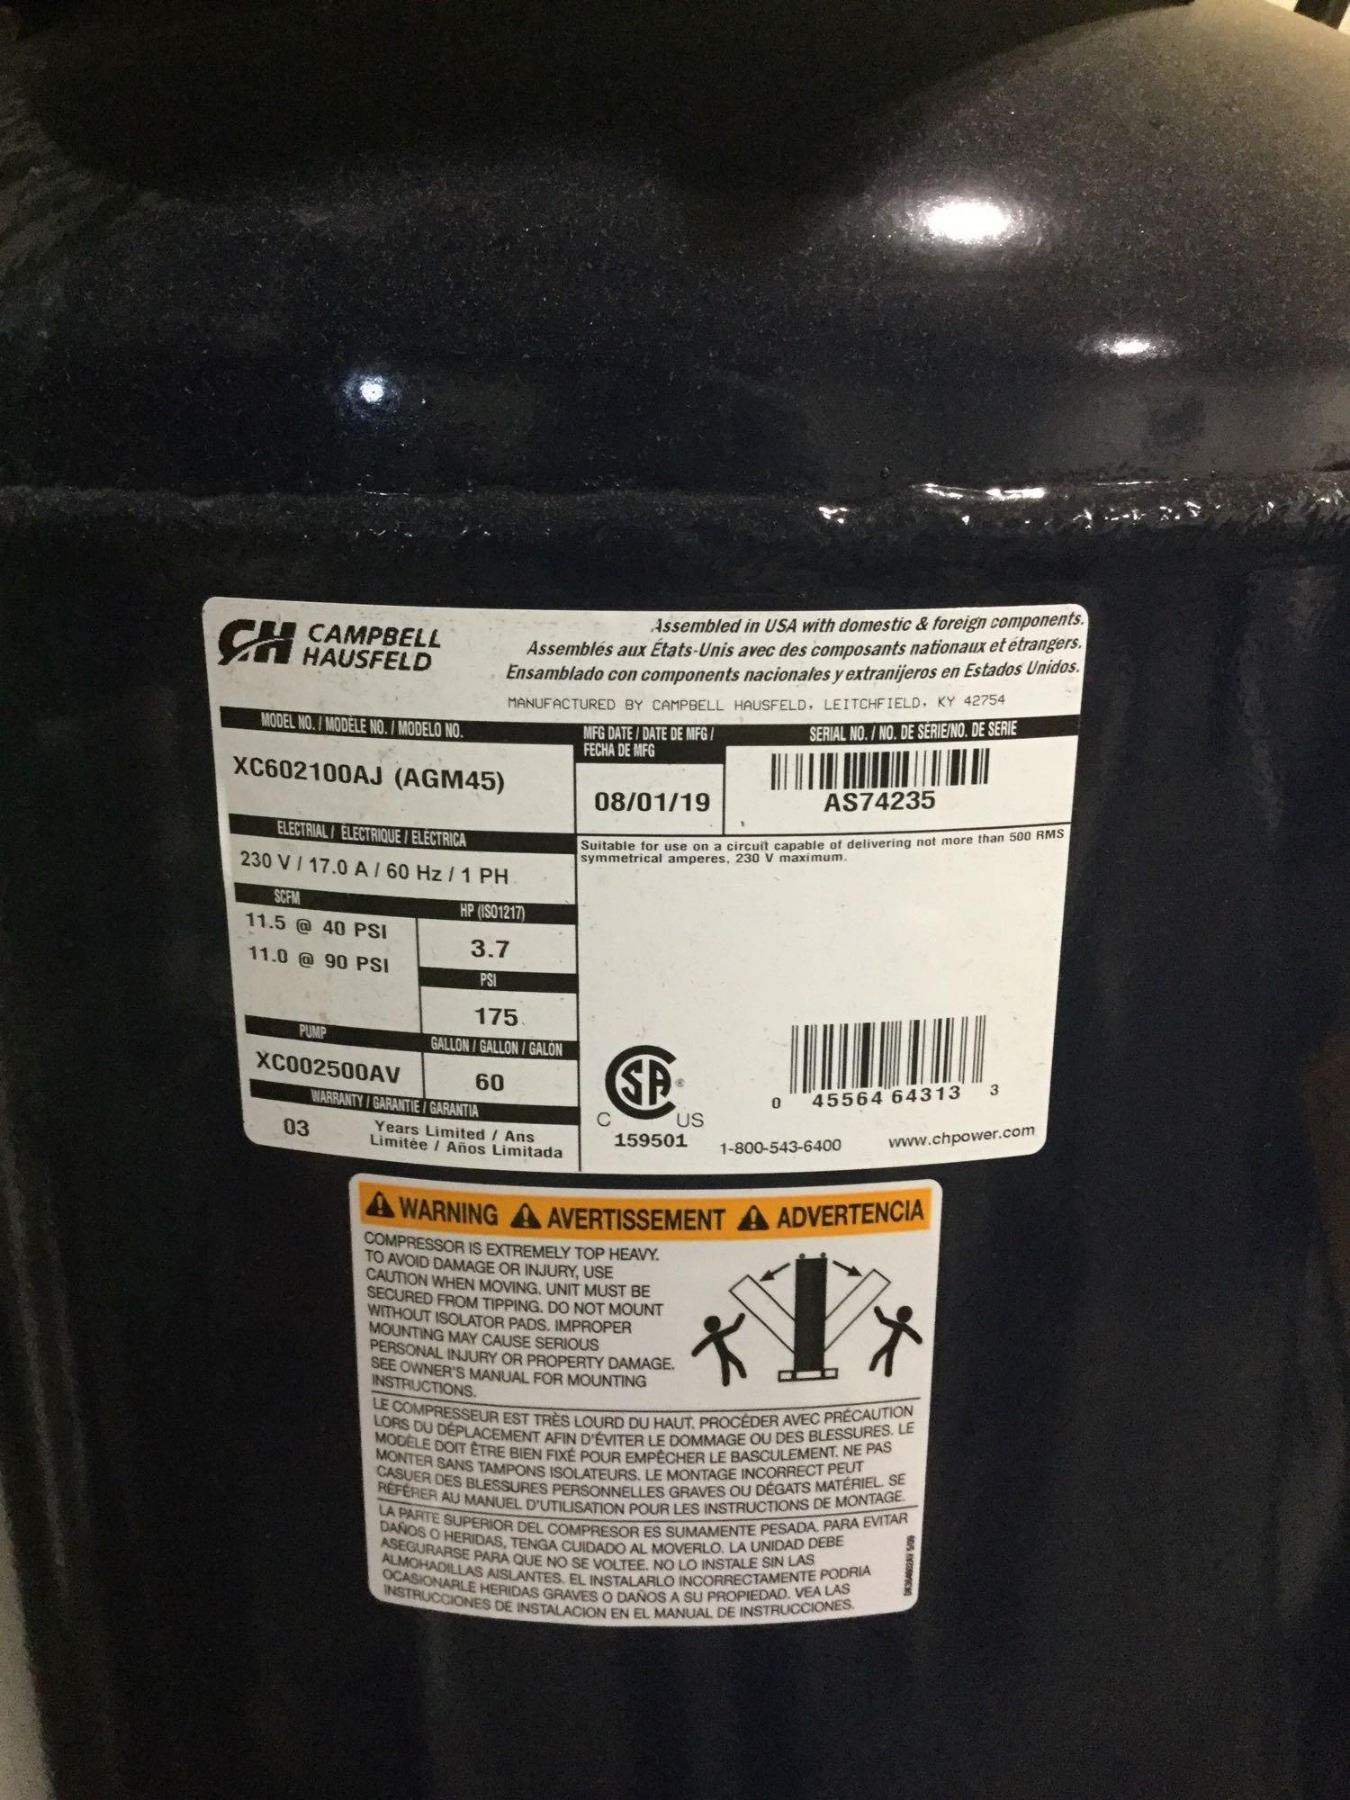 CH CAMPBELL
HAUSFELD
Assembled in USA with domestic & foreign components.
Assemblés aux États-Unis avec des composants nationaux et étrangers.
Ensamblado con components nacionales y extranijeros en Estados Unidos.
MANUFACTURED BY CAMPBELL HAUSFELD, LEITCHFIELD, KY 42754
MODEL NO. / MODÈLE NO. / MODELO NO.
XC602100AJ (AGM45)
MFG DATE / DATE DE MFG /
FECHA DE MFG
08/01/19
SERIAL NO. / NO. DE SÈRIE/NO. DE SERIE
AS74235
ELECTRIAL / ÉLECTRIQUE / ELÉCTRICA
230 V / 17.0 A / 60 Hz / 1 PH
Suitable for use on a circuit capable of delivering not more than 500 RMS
symmetrical amperes, 230 V maximum.
SCFM
11.5 @ 40 PSI
11.0 @ 90 PSI
HP (ISO1217)
3.7
PSI
175
PUMP
XC002500AV
GALLON / GALLON / GALÓN
60
WARRANTY / GARANTIE / GARANTIA
03
Years Limited / Ans
Limitée / Años Limitada
CSA ®
C US
159501
0 45564 64313 3
1-800-543-6400
www.chpower.com
WARNING AVERTISSEMENT ADVERTENCIA
COMPRESSOR IS EXTREMELY TOP HEAVY.
TO AVOID DAMAGE OR INJURY, USE
CAUTION WHEN MOVING. UNIT MUST BE
SECURED FROM TIPPING. DO NOT MOUNT
WITHOUT ISOLATOR PADS. IMPROPER
MOUNTING MAY CAUSE SERIOUS
PERSONAL INJURY OR PROPERTY DAMAGE.
SEE OWNER'S MANUAL FOR MOUNTING
INSTRUCTIONS.
LE COMPRESSEUR EST TRÈS LOURD DU HAUT. PROCÉDER AVEC PRÉCAUTION
LORS DU DÉPLACEMENT AFIN D'ÉVITER LE DOMMAGE OU DES BLESSURES. LE
MODÈLE DOIT ÊTRE BIEN FIXÉ POUR EMPÊCHER LE BASCULEMENT. NE PAS
MONTER SANS TAMPONS ISOLATEURS. LE MONTAGE INCORRECT PEUT
CASUER DES BLESSURES PERSONNELLES GRAVES OU DÉGATS MATÉRIEL. SE
RÉFÉRER AU MANUEL D'UTILISATION POUR LES INSTRUCTIONS DE MONTAGE.
LA PARTE SUPERIOR DEL COMPRESOR ES SUMAMENTE PESADA. PARA EVITAR
DAÑOS O HERIDAS, TENGA CUIDADO AL MOVERLO. LA UNIDAD DEBE
ASEGURARSE PARA QUE NO SE VOLTEE. NO LO INSTALE SIN LAS
ALMOHADILLAS AISLANTES. EL INSTALARLO INCORRECTAMENTE PODRIA
OCASIONARLE HERIDAS GRAVES O DAÑOS A SU PROPIEDAD. VEA LAS
INSTRUCCIONES DE INSTALACION EN EL MANUAL DE INSTRUCCIONES.